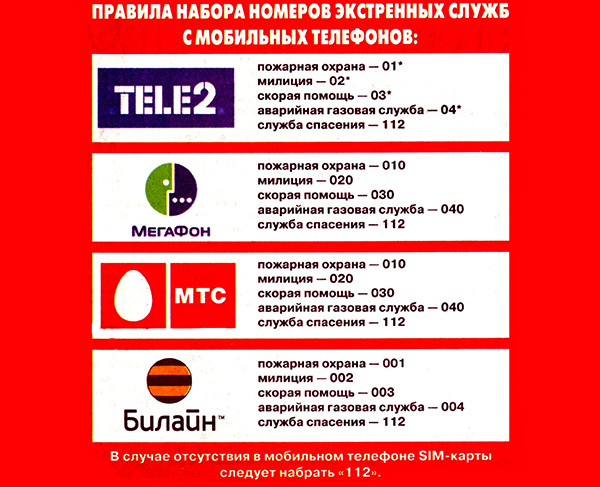 ПРАВИЛА НАБОРА НОМЕРОВ ЭКСТРЕННЫХ СЛУЖБ
С МОБИЛЬНЫХ ТЕЛЕФОНОВ:
TELE2
пожарная охрана — 01*
милиция — 02*
скорая помощь — 03*
аварийная газовая служба — 04*
служба спасения — 112
МЕГАФОН
пожарная охрана — 010
милиция — 020
скорая помощь — 030
аварийная газовая служба — 040
служба спасения — 112
МТС
пожарная охрана — 010
милиция — 020
скорая помощь — 030
аварийная газовая служба — 040
служба спасения — 112
Билайн™
пожарная охрана — 001
милиция — 002
скорая помощь — 003
аварийная газовая служба — 004
служба спасения — 112
В случае отсутствия в мобильном телефоне SIM-карты
следует набрать «112».